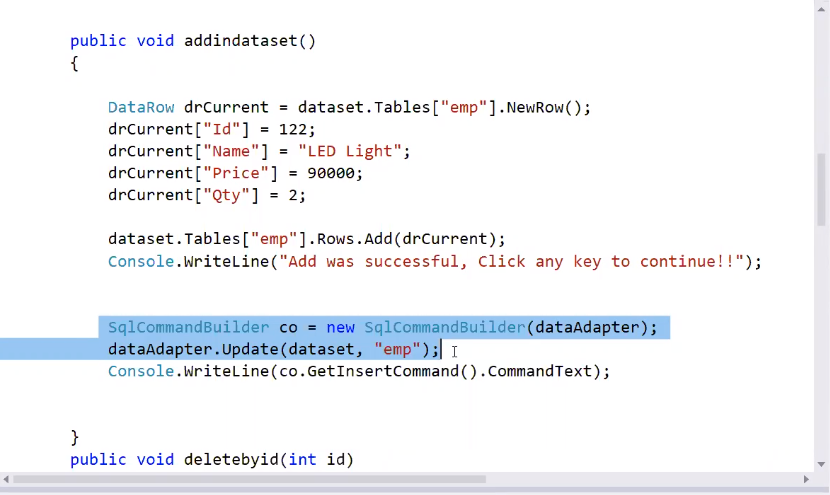 public void addindataset()
{
DataRow drCurrent = dataset.Tables["emp"].NewRow();
drCurrent["Id"] = 122;
drCurrent["Name"] = "LED Light";
drCurrent["Price"] = 90000;
drCurrent["Qty"] = 2;
dataset.Tables["emp"].Rows.Add(drCurrent);
Console.WriteLine("Add was successful, Click any key to continue!!");
SqlCommandBuilder co = new SqlCommandBuilder(dataAdapter);
dataAdapter.Update(dataset, "emp");
Console.WriteLine(co.GetInsertCommand().CommandText);
}
public void deletebyid(int id)